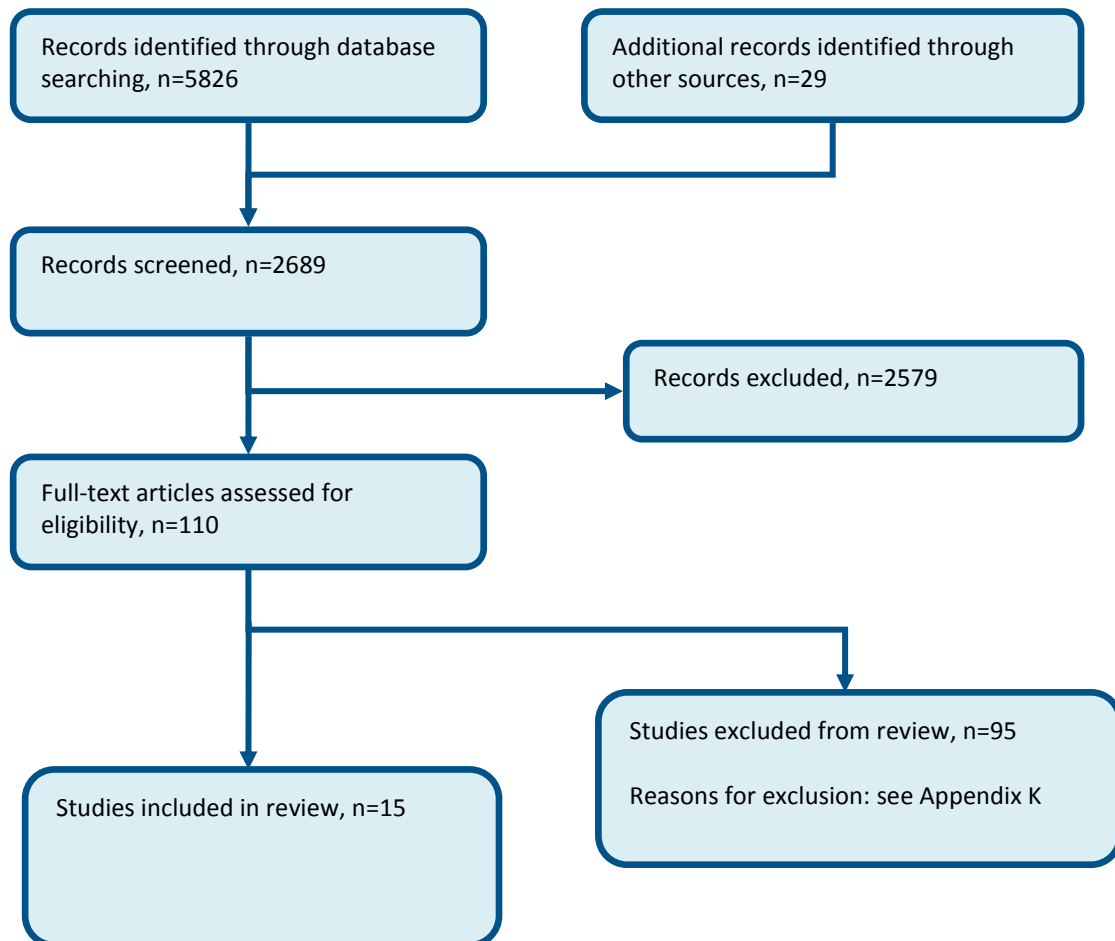 Records identified through database
searching, n=5826
Additional records identified through
other sources, n=29
Records screened, n=2689
Records excluded, n=2579
Full-text articles assessed for
eligibility, n=110
Studies excluded from review, n=95
Reasons for exclusion: see Appendix K
Studies included in review, n=15